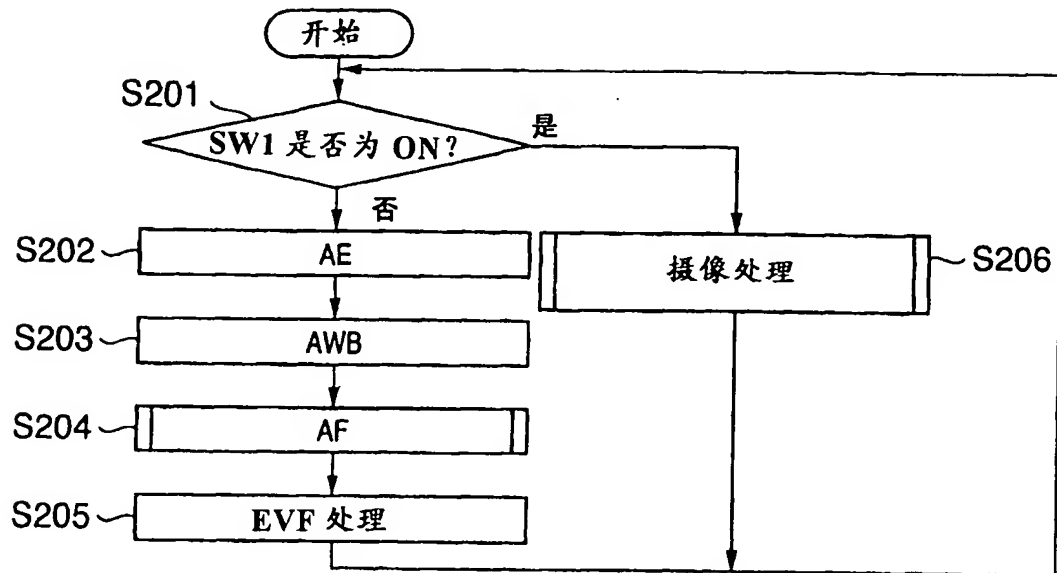 开始
S201
SW1 是否为 ON?
是
否
S202
AE
摄像处理
S206
S203
AWB
S204
AF
S205
EVF 处理